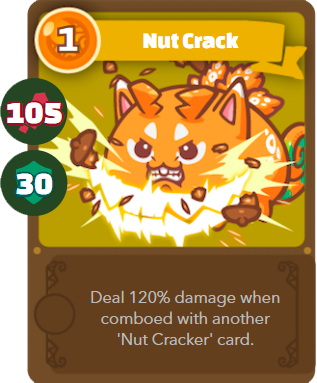 1
Nut Crack
105
30
Deal 120% damage when
comboed with another
'Nut Cracker' card.